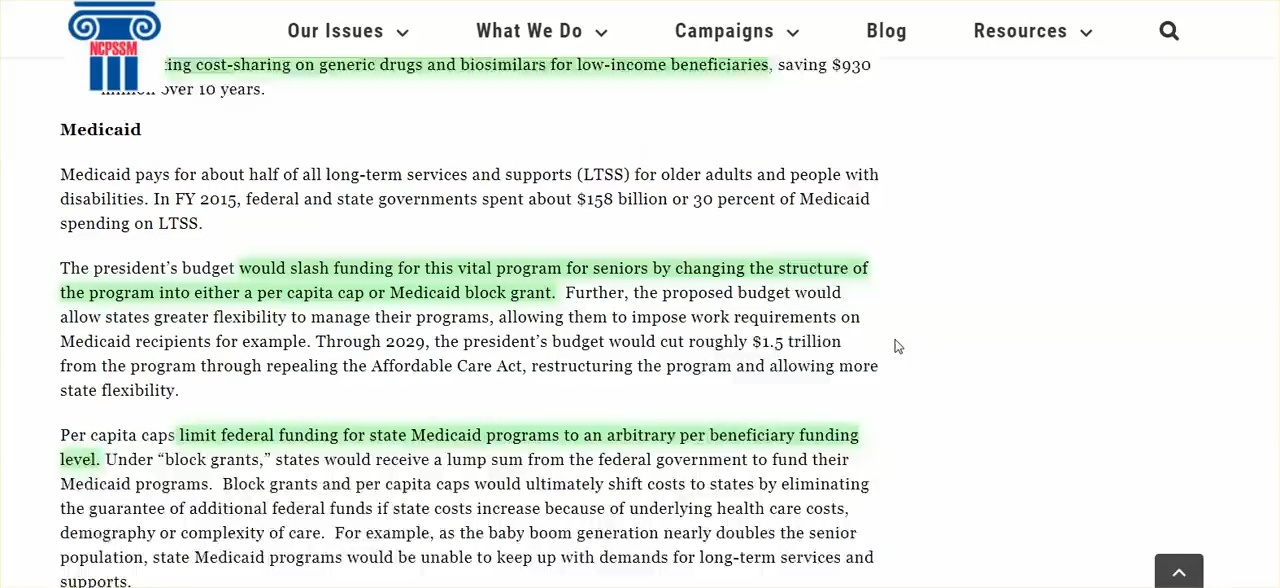 Our Issues What We Do Campaigns Blog Resources
NCPSSM
ing cost-sharing on generic drugs and biosimilars for low-income beneficiaries, saving $930
over 10 years.
Medicaid
Medicaid pays for about half of all long-term services and supports (LTSS) for older adults and people with
disabilities. In FY 2015, federal and state governments spent about $158 billion or 30 percent of Medicaid
spending on LTSS.
The president’s budget would slash funding for this vital program for seniors by changing the structure of
the program into either a per capita cap or Medicaid block grant.  Further, the proposed budget would
allow states greater flexibility to manage their programs, allowing them to impose work requirements on
Medicaid recipients for example. Through 2029, the president’s budget would cut roughly $1.5 trillion
from the program through repealing the Affordable Care Act, restructuring the program and allowing more
state flexibility.
Per capita caps limit federal funding for state Medicaid programs to an arbitrary per beneficiary funding
level. Under “block grants,” states would receive a lump sum from the federal government to fund their
Medicaid programs.  Block grants and per capita caps would ultimately shift costs to states by eliminating
the guarantee of additional federal funds if state costs increase because of underlying health care costs,
demography or complexity of care.  For example, as the baby boom generation nearly doubles the senior
population, state Medicaid programs would be unable to keep up with demands for long-term services and
supports.